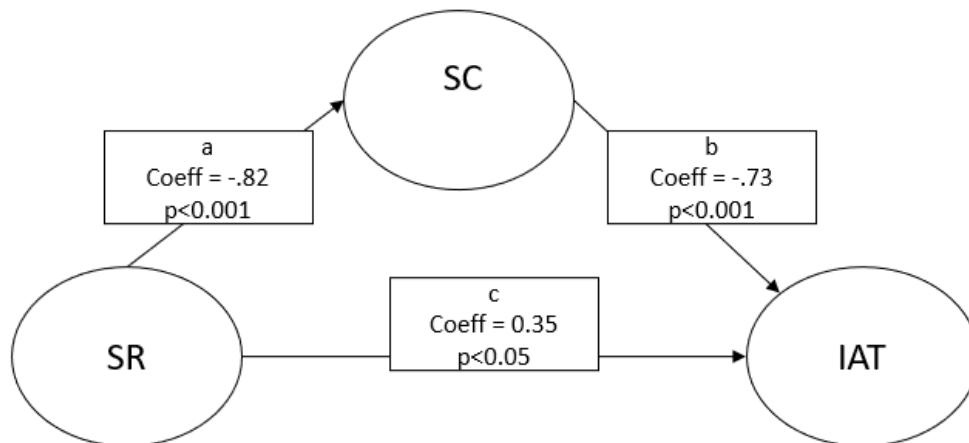 SC
a
Coeff = -.82
p<0.001
b
Coeff = -.73
p<0.001
c
Coeff = 0.35
p<0.05
SR
IAT